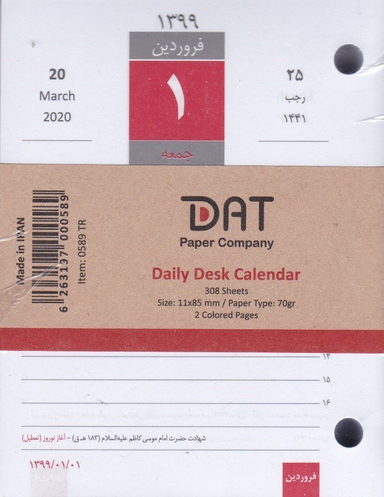 ۱۳۹۹
فروردین
20
March
2020
۱
۲۵
رجب
۱۴۴۱
جمعه
DAT
Paper Company
Daily Desk Calendar
308 Sheets
Size: 11x85 mm / Paper Type: 70gr
2 Colored Pages
Made in IRAN
6 263197 000589
Item: 0589 TR
۱۴
۱۵
۱۶
شهادت حضرت امام موسی کاظم علیه‌السلام (۱۸۳ ه‍.ق) - آغاز نوروز (تعطیل)
۱۳۹۹/۰۱/۰۱
فروردین